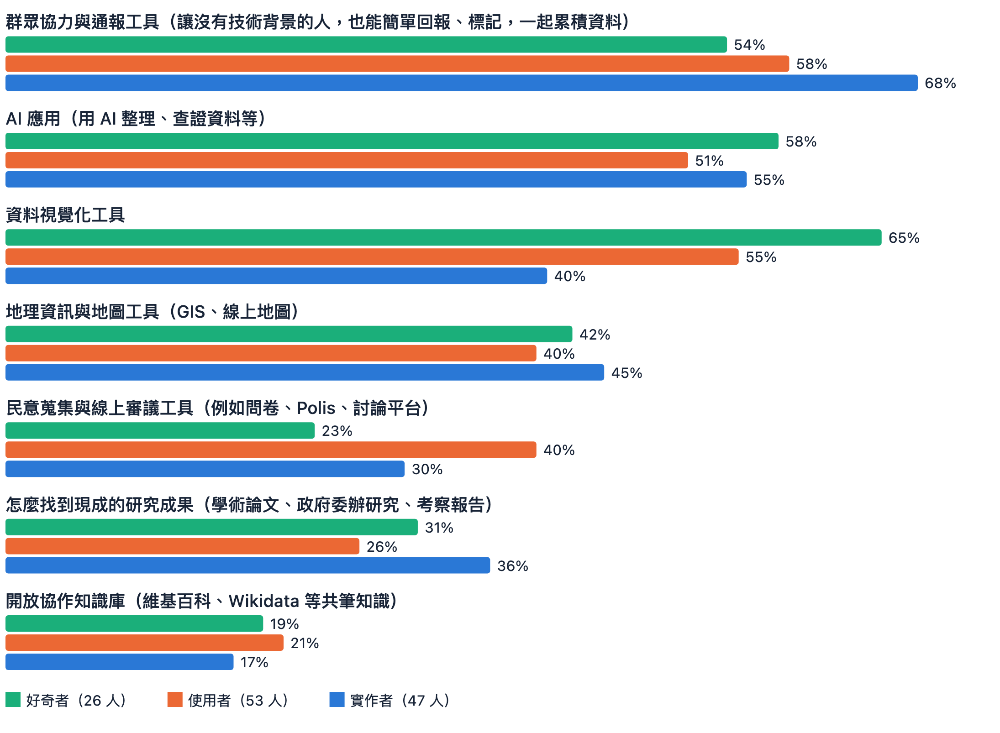 群眾協力與通報工具（讓沒有技術背景的人，也能簡單回報、標記，一起累積資料）
54%
58%
68%
AI 應用（用 AI 整理、查證資料等）
58%
51%
55%
資料視覺化工具
65%
55%
40%
地理資訊與地圖工具（GIS、線上地圖）
42%
40%
45%
民意蒐集與線上審議工具（例如問卷、Polis、討論平台）
23%
40%
30%
怎麼找到現成的研究成果（學術論文、政府委辦研究、考察報告）
31%
26%
36%
開放協作知識庫（維基百科、Wikidata 等共筆知識）
19%
21%
17%
好奇者（26 人） 使用者（53 人） 實作者（47 人）